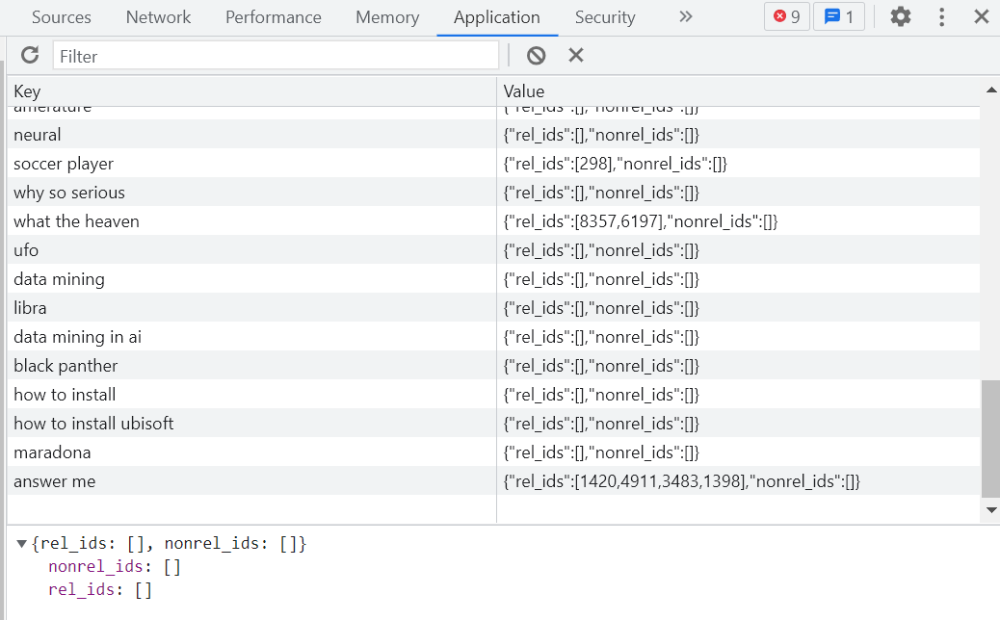 Sources Network Performance Memory Application Security 9 1
Filter
Key Value
amerature {"rel_ids":[],"nonrel_ids":[]}
neural {"rel_ids":[],"nonrel_ids":[]}
soccer player {"rel_ids":[298],"nonrel_ids":[]}
why so serious {"rel_ids":[],"nonrel_ids":[]}
what the heaven {"rel_ids":[8357,6197],"nonrel_ids":[]}
ufo {"rel_ids":[],"nonrel_ids":[]}
data mining {"rel_ids":[],"nonrel_ids":[]}
libra {"rel_ids":[],"nonrel_ids":[]}
data mining in ai {"rel_ids":[],"nonrel_ids":[]}
black panther {"rel_ids":[],"nonrel_ids":[]}
how to install {"rel_ids":[],"nonrel_ids":[]}
how to install ubisoft {"rel_ids":[],"nonrel_ids":[]}
maradona {"rel_ids":[],"nonrel_ids":[]}
answer me {"rel_ids":[1420,4911,3483,1398],"nonrel_ids":[]}
{rel_ids: [], nonrel_ids: []}
nonrel_ids: []
rel_ids: []